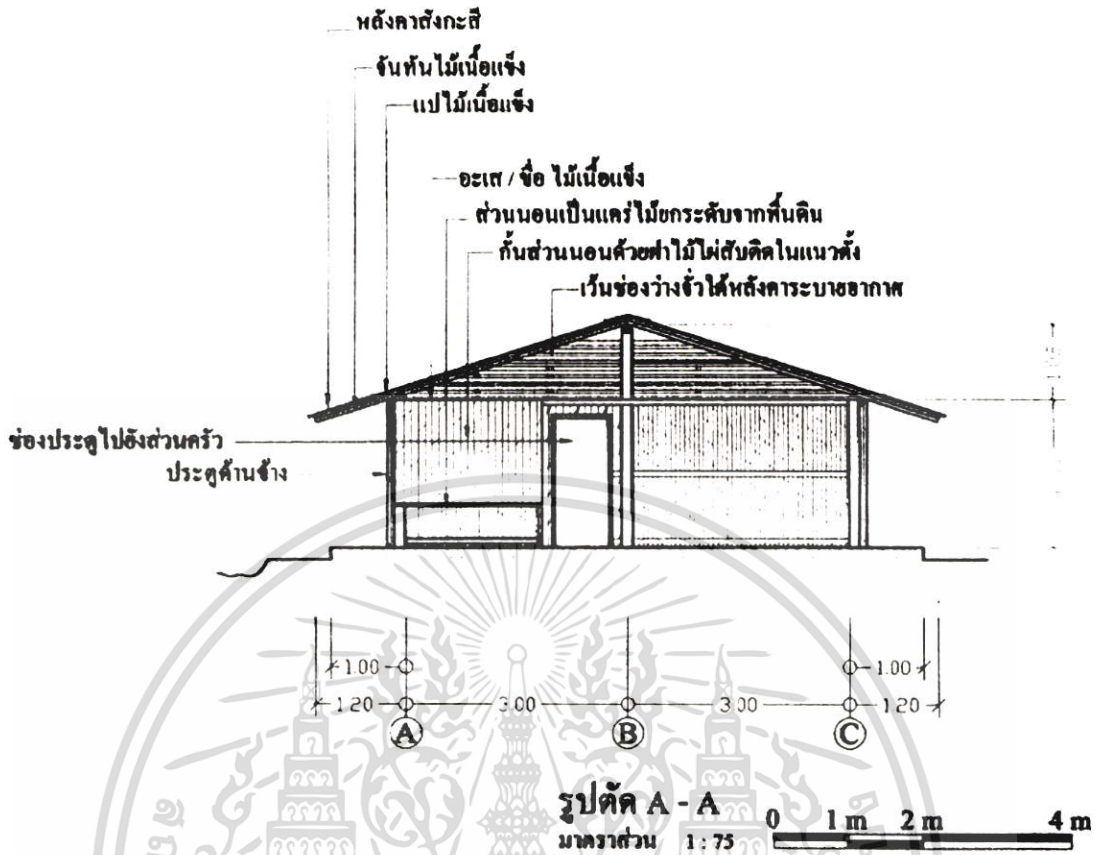 หลังคาสังกะสี
จันทันไม้เนื้อแข็ง
แปไม้เนื้อแข็ง
อะเส / ขื่อ ไม้เนื้อแข็ง
ส่วนนอนเป็นแคร่ไม้ยกระดับจากพื้นดิน
กั้นส่วนนอนด้วยฝาไม้ไผ่สับติดในแนวตั้ง
เว้นช่องว่างจั่วใต้หลังคาระบายอากาศ
ช่องประตูไปยังส่วนครัว
ประตูด้านข้าง
1.00 1.00
1.20 3.00 3.00 1.20
A B C
รูปตัด A - A
มาตราส่วน 1 : 75
0 1 m 2 m 4 m